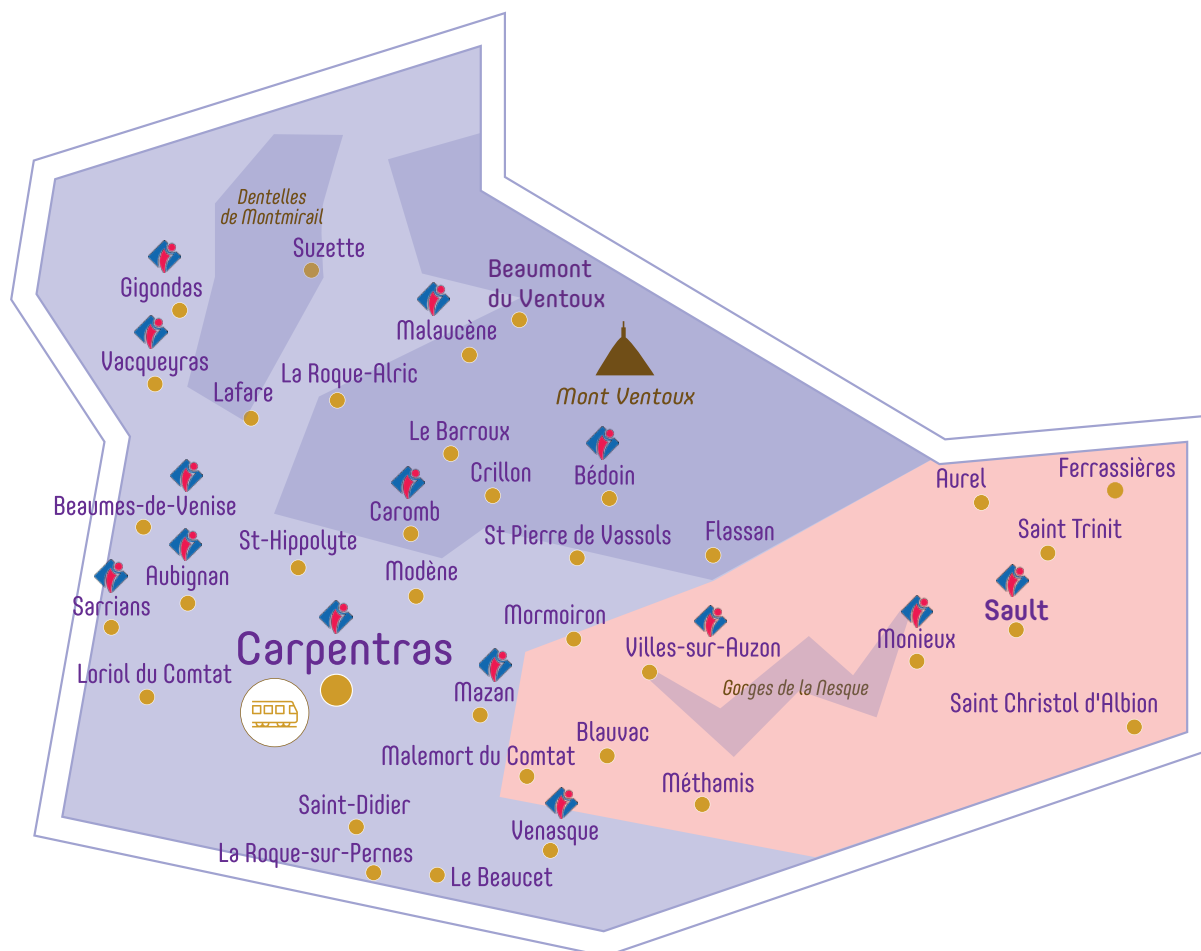 Dentelles
de Montmirail
Suzette
Gigondas
Beaumont
du Ventoux
Malaucène
Vacqueyras
La Roque-Alric
Lafare
Mont Ventoux
Le Barroux
Crillon
Bédoin
Aurel
Ferrassières
Beaumes-de-Venise
Caromb
St-Hippolyte
St Pierre de Vassols
Flassan
Saint Trinit
Aubignan
Modène
Sarrians
Mormoiron
Sault
Carpentras
Villes-sur-Auzon
Monieux
Loriol du Comtat
Mazan
Gorges de la Nesque
Saint Christol d'Albion
Blauvac
Malemort du Comtat
Méthamis
Saint-Didier
Venasque
La Roque-sur-Pernes
Le Beaucet